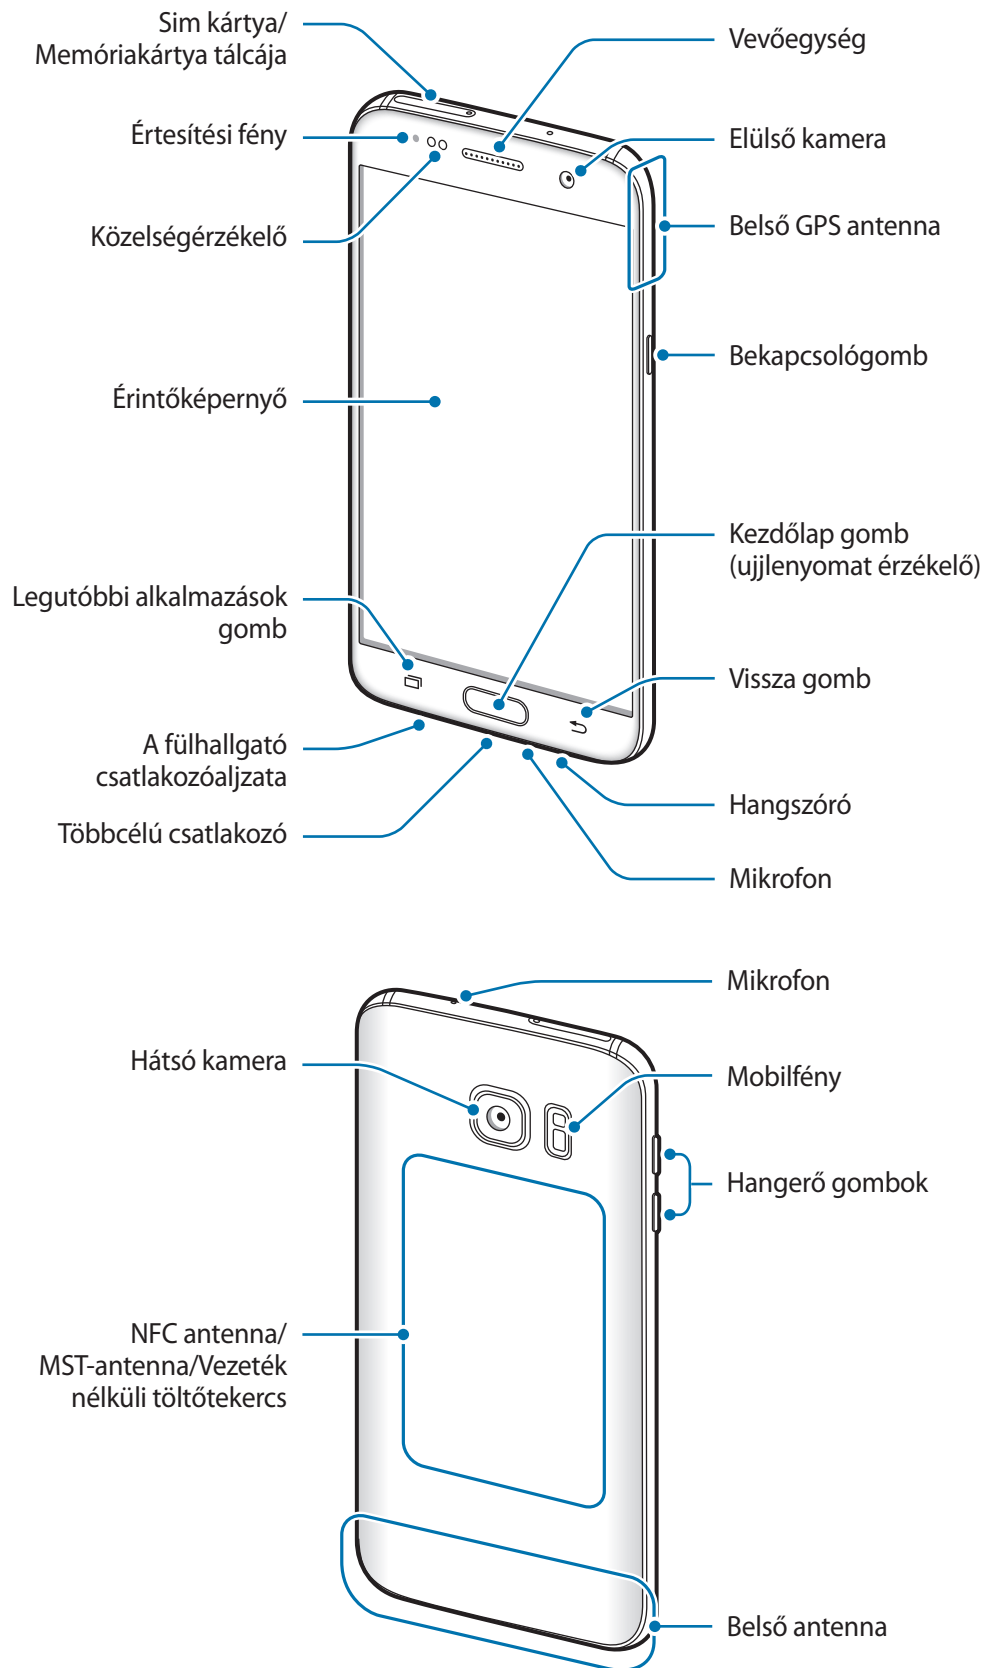 Sim kártya/
Memóriakártya tálcája
Értesítési fény
Közelségérzékelő
Érintőképernyő
Legutóbbi alkalmazások
gomb
A fülhallgató
csatlakozóaljzata
Többcélú csatlakozó
Vevőegység
Elülső kamera
Belső GPS antenna
Bekapcsológomb
Kezdőlap gomb
(ujjlenyomat érzékelő)
Vissza gomb
Hangszóró
Mikrofon
Hátsó kamera
NFC antenna/
MST-antenna/Vezeték
nélküli töltőtekercs
Mikrofon
Mobilfény
Hangerő gombok
Belső antenna